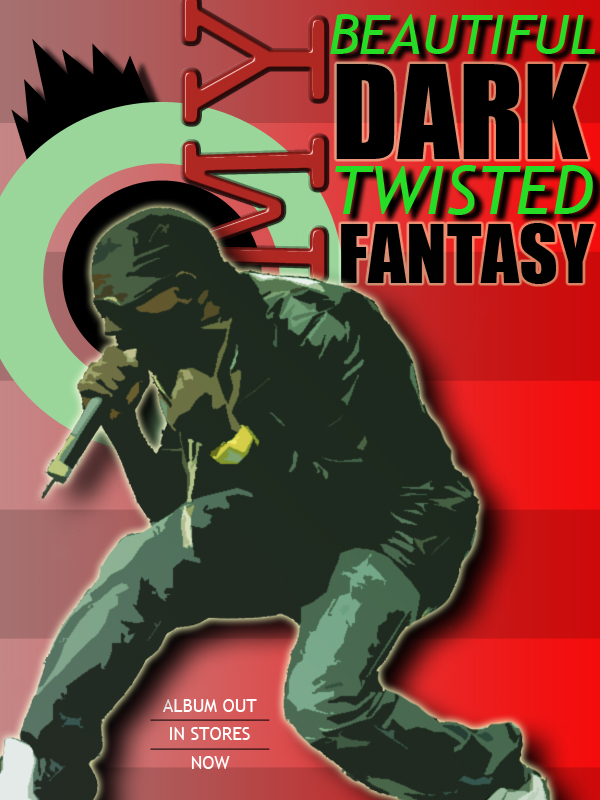 MY
BEAUTIFUL
DARK
TWISTED
FANTASY
ALBUM OUT
IN STORES
NOW